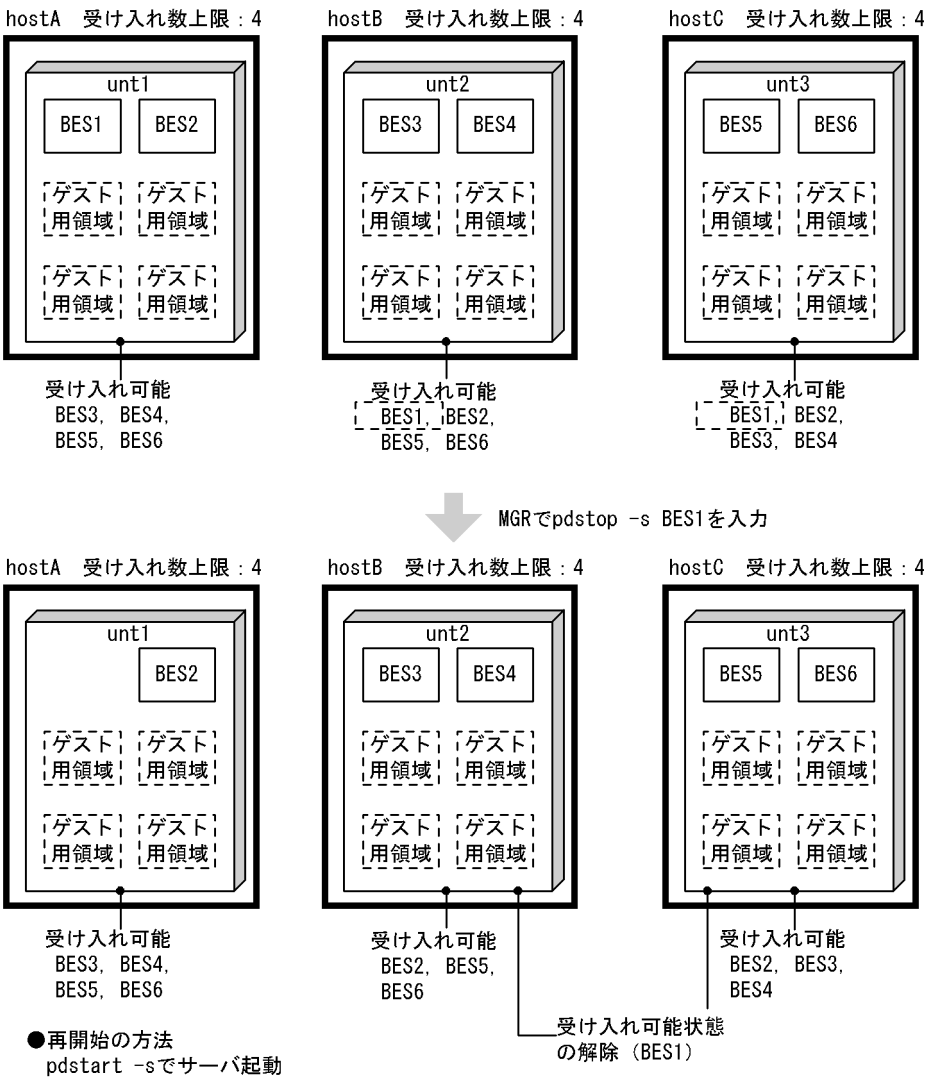 hostA 受け入れ数上限：4
hostB 受け入れ数上限：4
hostC 受け入れ数上限：4
unt1
BES1 BES2
ゲスト用領域 ゲスト用領域
ゲスト用領域 ゲスト用領域
受け入れ可能
BES3, BES4,
BES5, BES6
unt2
BES3 BES4
ゲスト用領域 ゲスト用領域
ゲスト用領域 ゲスト用領域
受け入れ可能
BES1, BES2,
BES5, BES6
unt3
BES5 BES6
ゲスト用領域 ゲスト用領域
ゲスト用領域 ゲスト用領域
受け入れ可能
BES1, BES2,
BES3, BES4
MGRでpdstop -s BES1を入力
hostA 受け入れ数上限：4
hostB 受け入れ数上限：4
hostC 受け入れ数上限：4
unt1
BES2
ゲスト用領域 ゲスト用領域
ゲスト用領域 ゲスト用領域
受け入れ可能
BES3, BES4,
BES5, BES6
unt2
BES3 BES4
ゲスト用領域 ゲスト用領域
ゲスト用領域 ゲスト用領域
受け入れ可能
BES2, BES5,
BES6
unt3
BES5 BES6
ゲスト用領域 ゲスト用領域
ゲスト用領域 ゲスト用領域
受け入れ可能
BES2, BES3,
BES4
受け入れ可能状態
の解除（BES1）
●再開始の方法
pdstart -sでサーバ起動